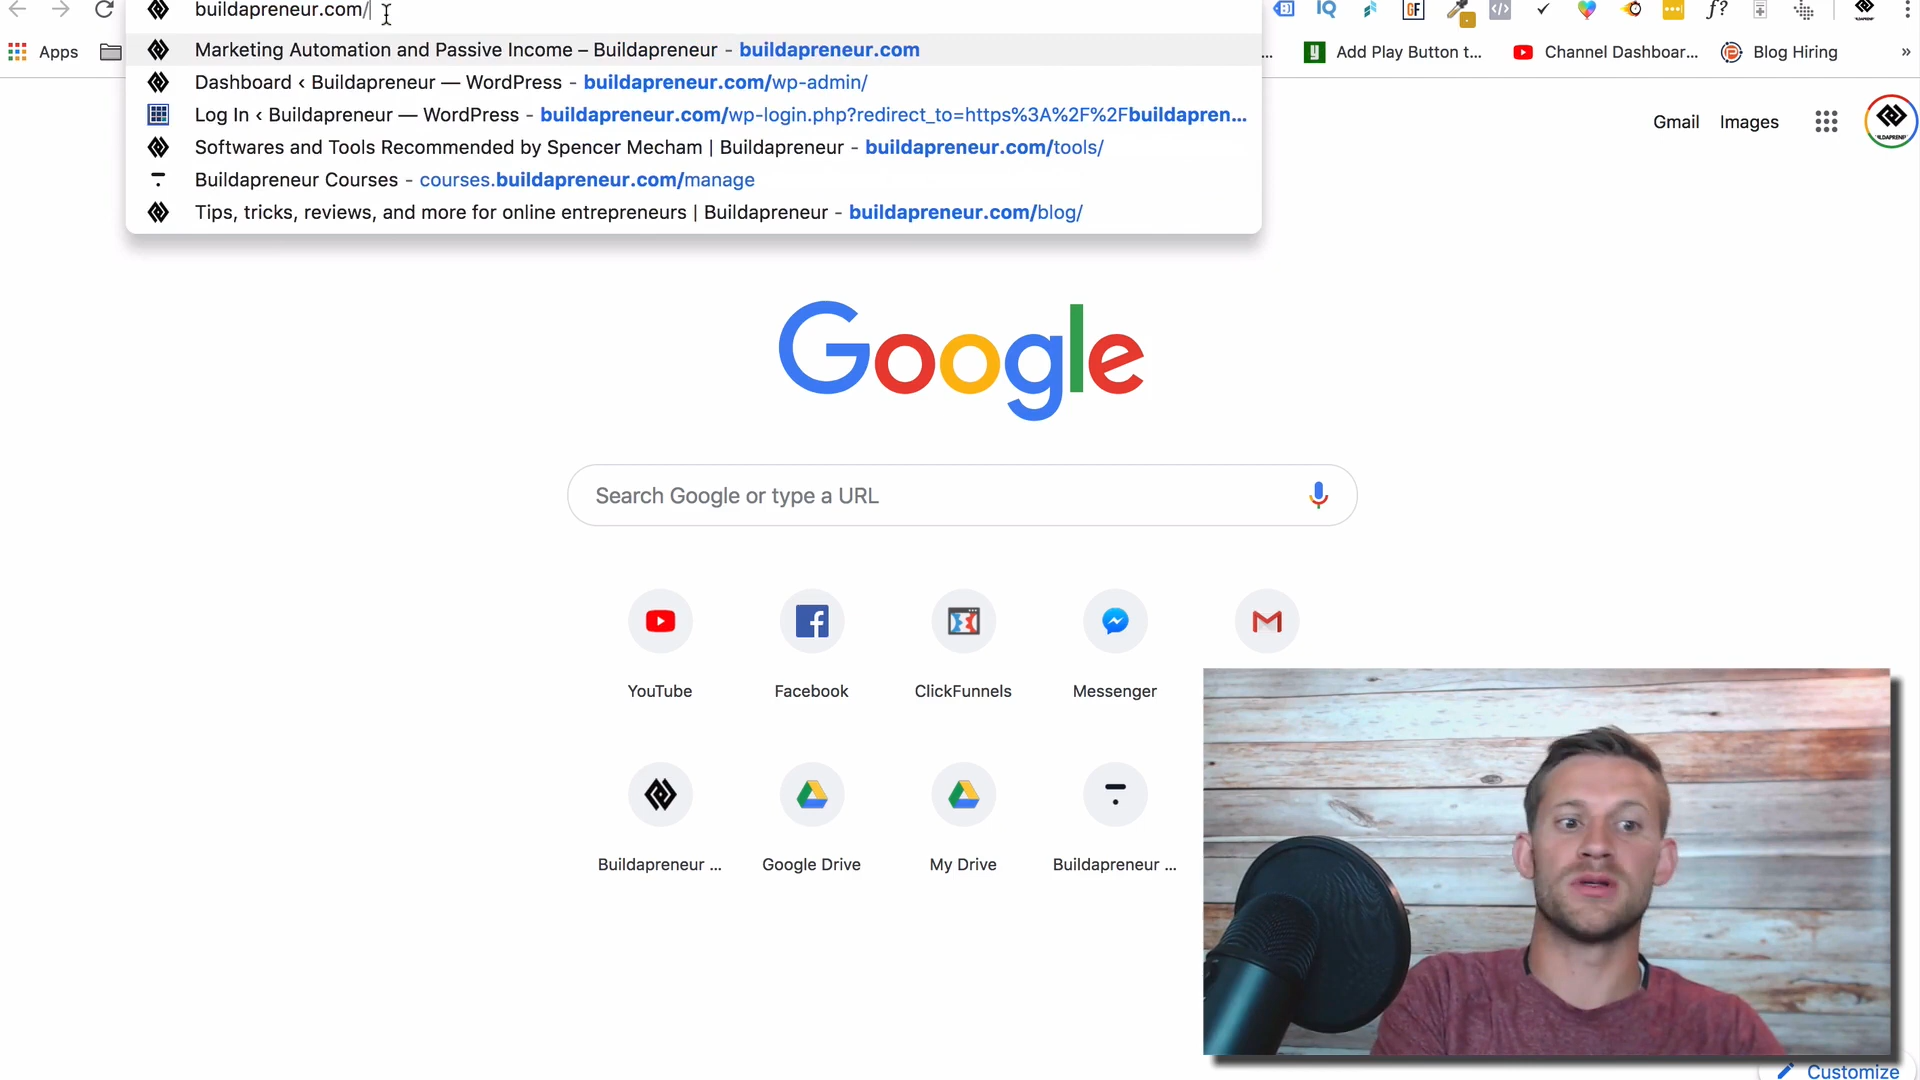 buildapreneur.com/
Marketing Automation and Passive Income – Buildapreneur - buildapreneur.com
Dashboard ‹ Buildapreneur — WordPress - buildapreneur.com/wp-admin/
Log In ‹ Buildapreneur — WordPress - buildapreneur.com/wp-login.php?redirect_to=https%3A%2F%2Fbuildapren...
Softwares and Tools Recommended by Spencer Mecham | Buildapreneur - buildapreneur.com/tools/
Buildapreneur Courses - courses.buildapreneur.com/manage
Tips, tricks, reviews, and more for online entrepreneurs | Buildapreneur - buildapreneur.com/blog/
IQ
GF
f?
Apps
... Add Play Button t... Channel Dashboar... Blog Hiring »
Gmail Images
Google
Search Google or type a URL
YouTube Facebook ClickFunnels Messenger
Buildapreneur ... Google Drive My Drive Buildapreneur ...
Customize